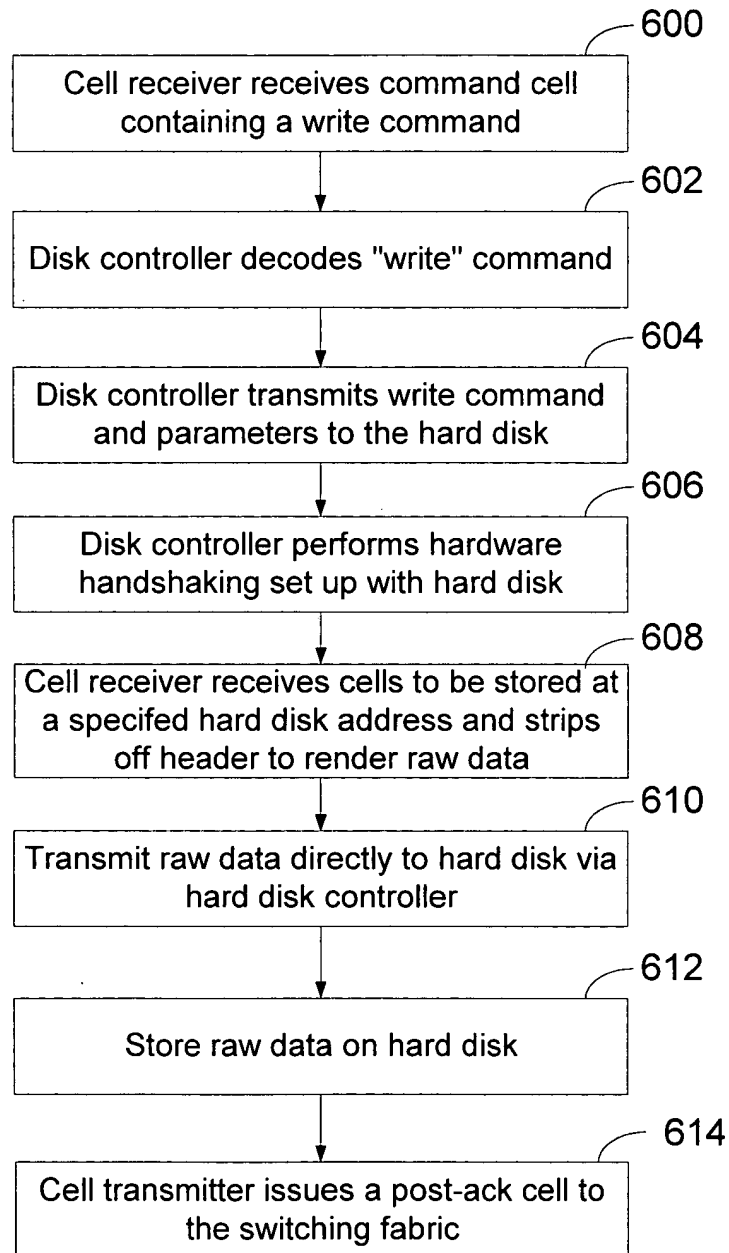 600
Cell receiver receives command cell
containing a write command
602
Disk controller decodes "write" command
604
Disk controller transmits write command
and parameters to the hard disk
606
Disk controller performs hardware
handshaking set up with hard disk
608
Cell receiver receives cells to be stored at
a specifed hard disk address and strips
off header to render raw data
610
Transmit raw data directly to hard disk via
hard disk controller
612
Store raw data on hard disk
614
Cell transmitter issues a post-ack cell to
the switching fabric